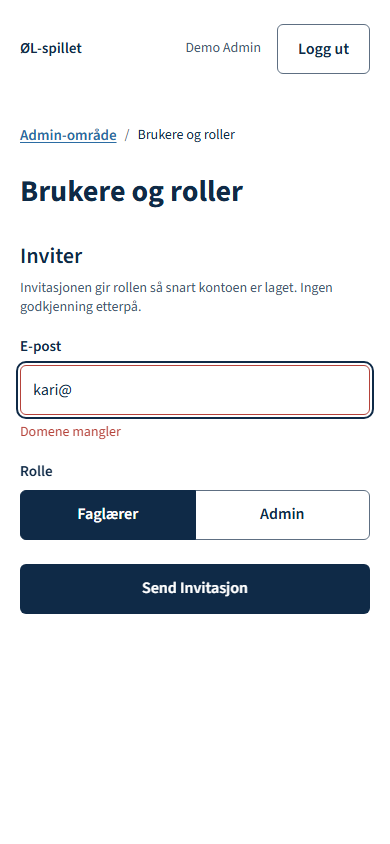 ØL-spillet
Demo Admin
Logg ut
Admin-område / Brukere og roller
Brukere og roller
Inviter
Invitasjonen gir rollen så snart kontoen er laget. Ingen
godkjenning etterpå.
E-post
kari@
Domene mangler
Rolle
Faglærer
Admin
Send Invitasjon